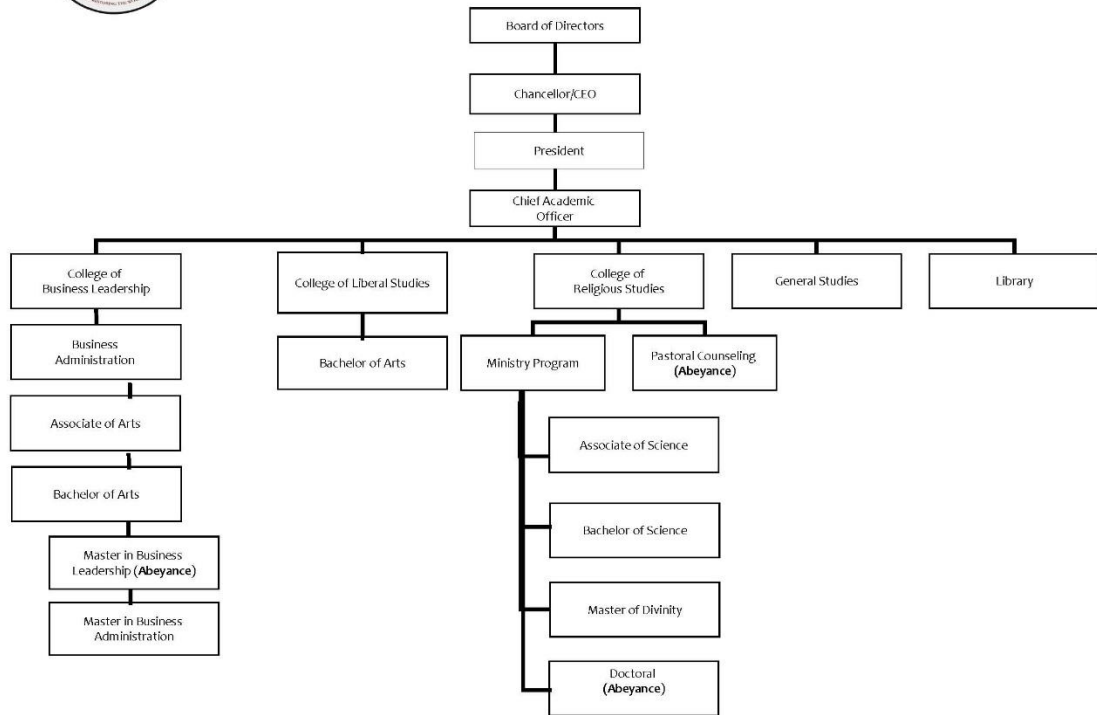 Board of Directors
Chancellor/CEO
President
Chief Academic
Officer
College of
Business Leadership
College of Liberal Studies
College of
Religious Studies
General Studies
Library
Business
Administration
Bachelor of Arts
Ministry Program
Pastoral Counseling
(Abeyance)
Associate of Arts
Associate of Science
Bachelor of Arts
Bachelor of Science
Master in Business
Leadership (Abeyance)
Master in Business
Administration
Master of Divinity
Doctoral
(Abeyance)